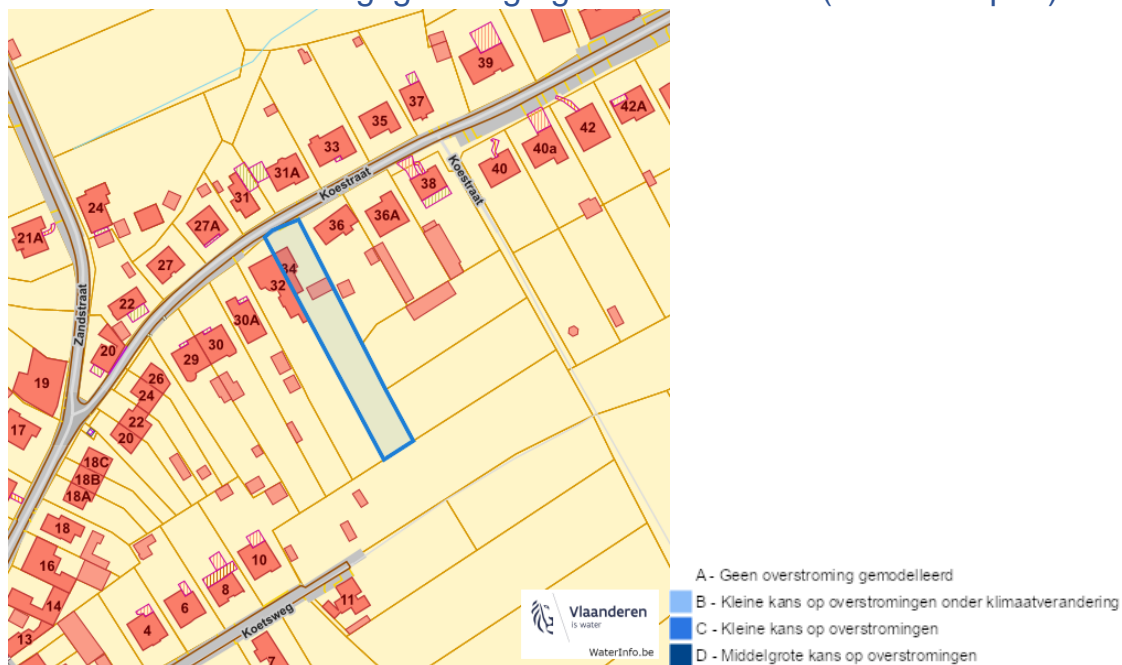 39
37
35
33
31A
31
Koestraat
38
40
40a
42
42A
Koestraat
24
21A
27A
27
36
36A
34
32
22
30A
20
Zandstraat
29
30
19
26
24
22
20
17
18C
18B
18A
18
16
14
13
10
8
6
4
11
7
Koetsweg
Vlaanderen
is water
WaterInfo.be
A - Geen overstroming gemodelleerd
B - Kleine kans op overstromingen onder klimaatverandering
C - Kleine kans op overstromingen
D - Middelgrote kans op overstromingen